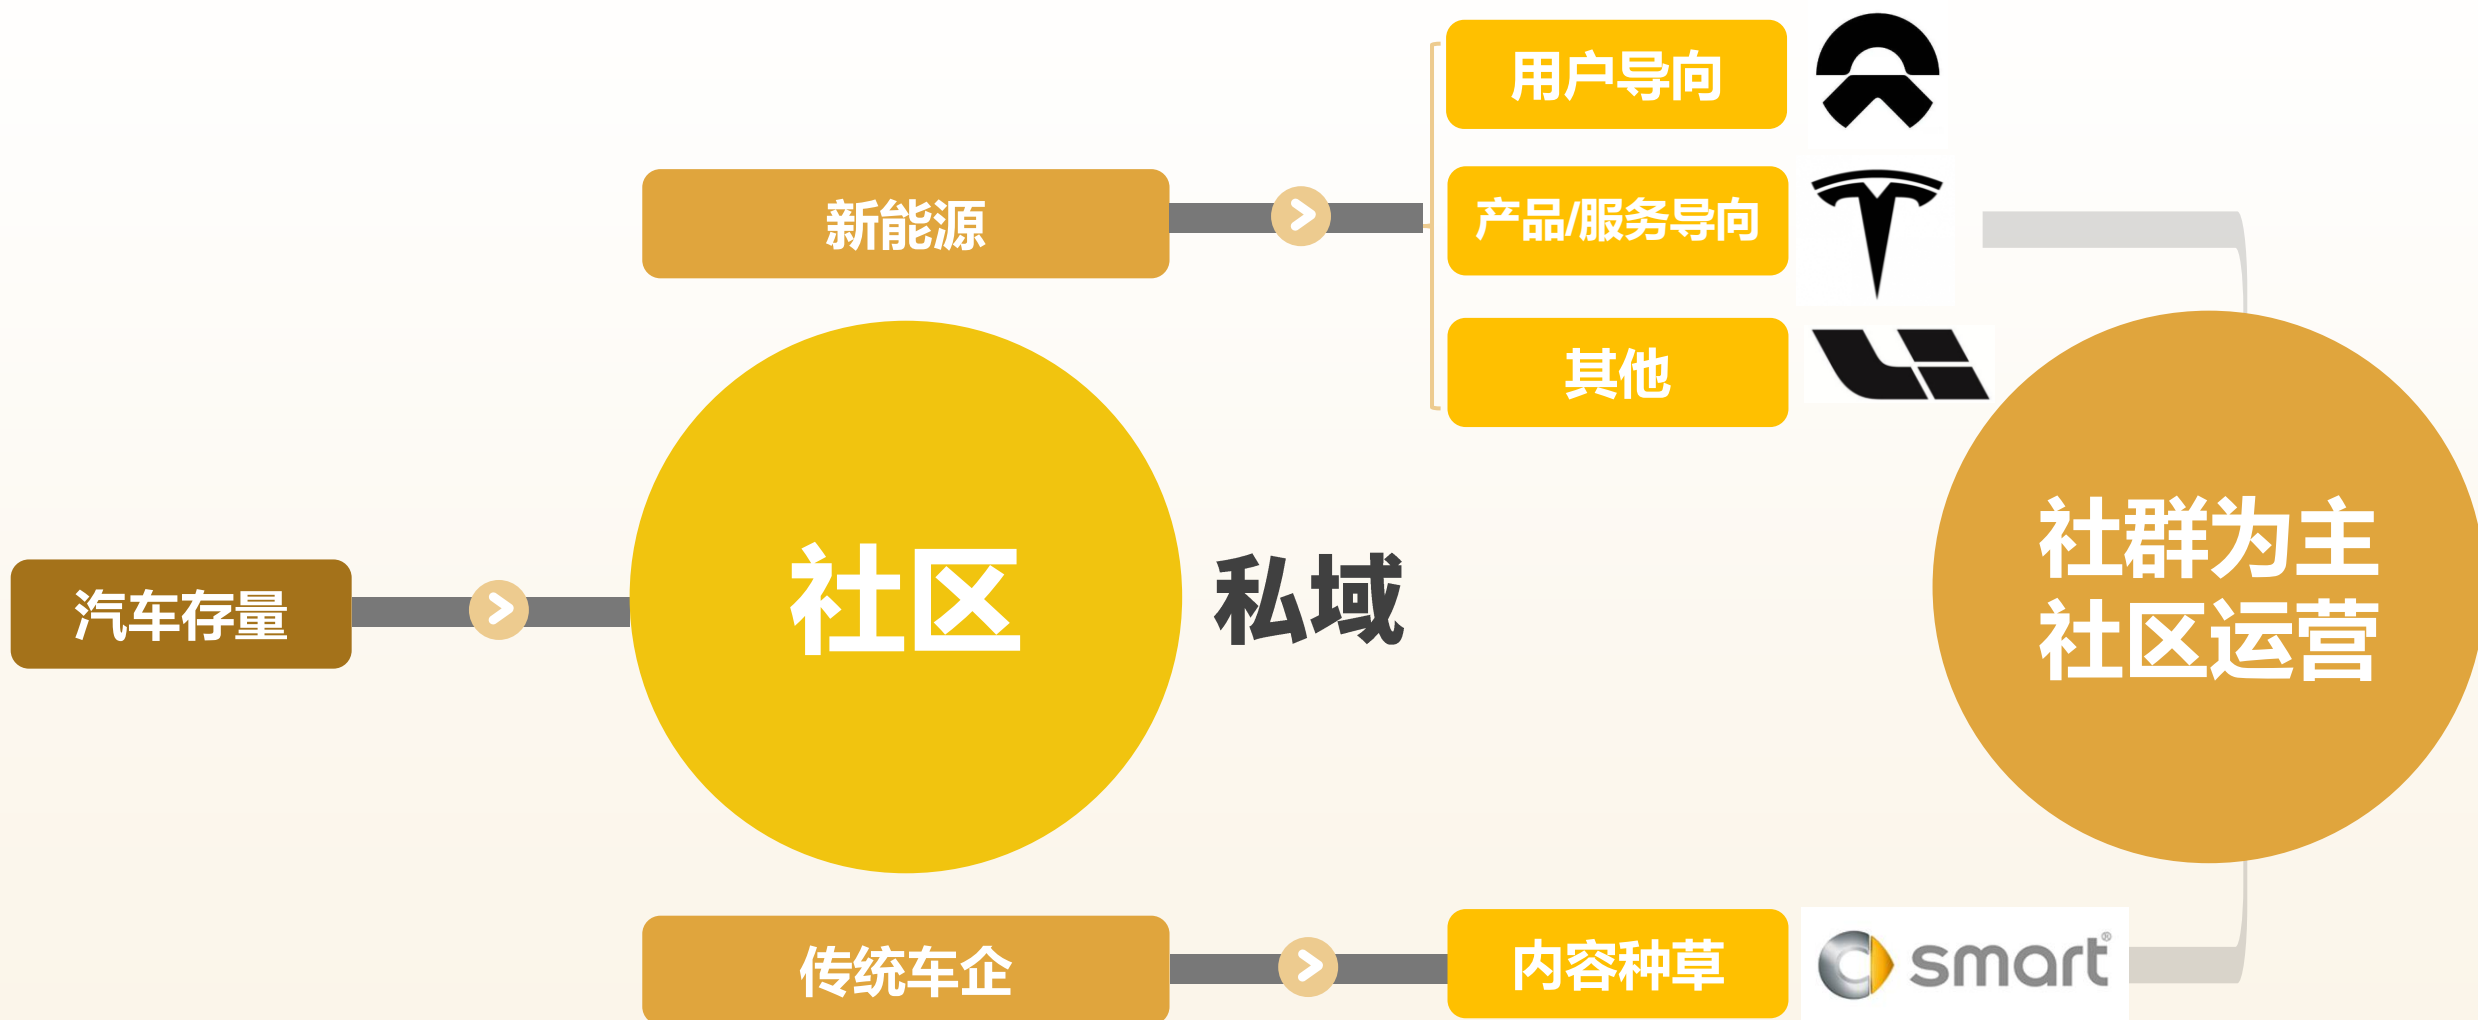 用户导向
新能源
产品/服务导向
其他
汽车存量
社区
私域
社群为主
社区运营
传统车企
内容种草
smart®